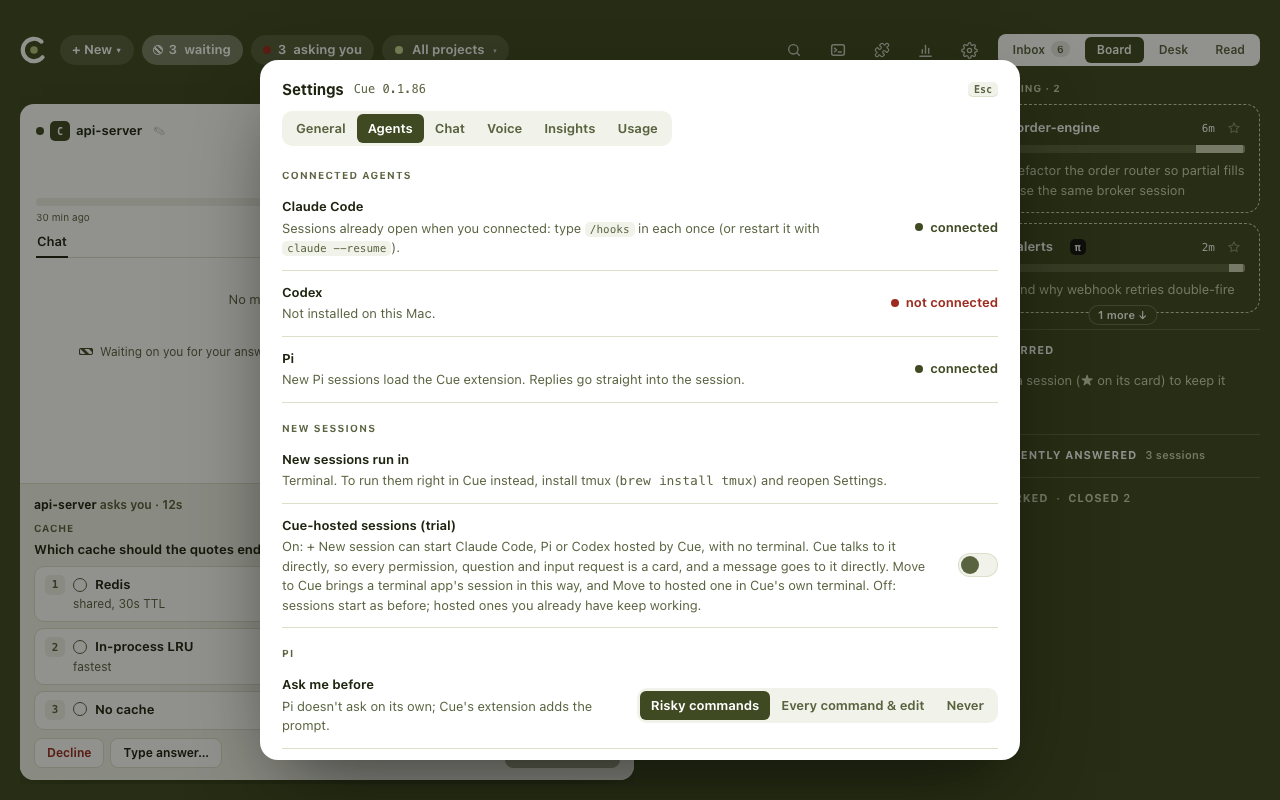 + New ▾
3 waiting
3 asking you
All projects
Inbox 6
Board
Desk
Read
Settings Cue 0.1.86
Esc
General
Agents
Chat
Voice
Insights
Usage
CONNECTED AGENTS
Claude Code
Sessions already open when you connected: type /hooks in each once (or restart it with
claude --resume).
connected
Codex
Not installed on this Mac.
not connected
Pi
New Pi sessions load the Cue extension. Replies go straight into the session.
connected
NEW SESSIONS
New sessions run in
Terminal. To run them right in Cue instead, install tmux (brew install tmux) and reopen Settings.
Cue-hosted sessions (trial)
On: + New session can start Claude Code, Pi or Codex hosted by Cue, with no terminal. Cue talks to it
directly, so every permission, question and input request is a card, and a message goes to it directly. Move
to Cue brings a terminal app's session in this way, and Move to hosted one in Cue's own terminal. Off:
sessions start as before; hosted ones you already have keep working.
PI
Ask me before
Pi doesn't ask on its own; Cue's extension adds the
prompt.
Risky commands
Every command & edit
Never
C api-server
30 min ago
Chat
No m
Waiting on you for your answ
api-server asks you · 12s
CACHE
Which cache should the quotes end
1 Redis
shared, 30s TTL
2 In-process LRU
fastest
3 No cache
Decline
Type answer...
ING · 2
order-engine
6m
efactor the order router so partial fills
se the same broker session
alerts π
2m
nd why webhook retries double-fire
1 more ↓
RRED
session (★ on its card) to keep it
ENTLY ANSWERED 3 sessions
RKED · CLOSED 2